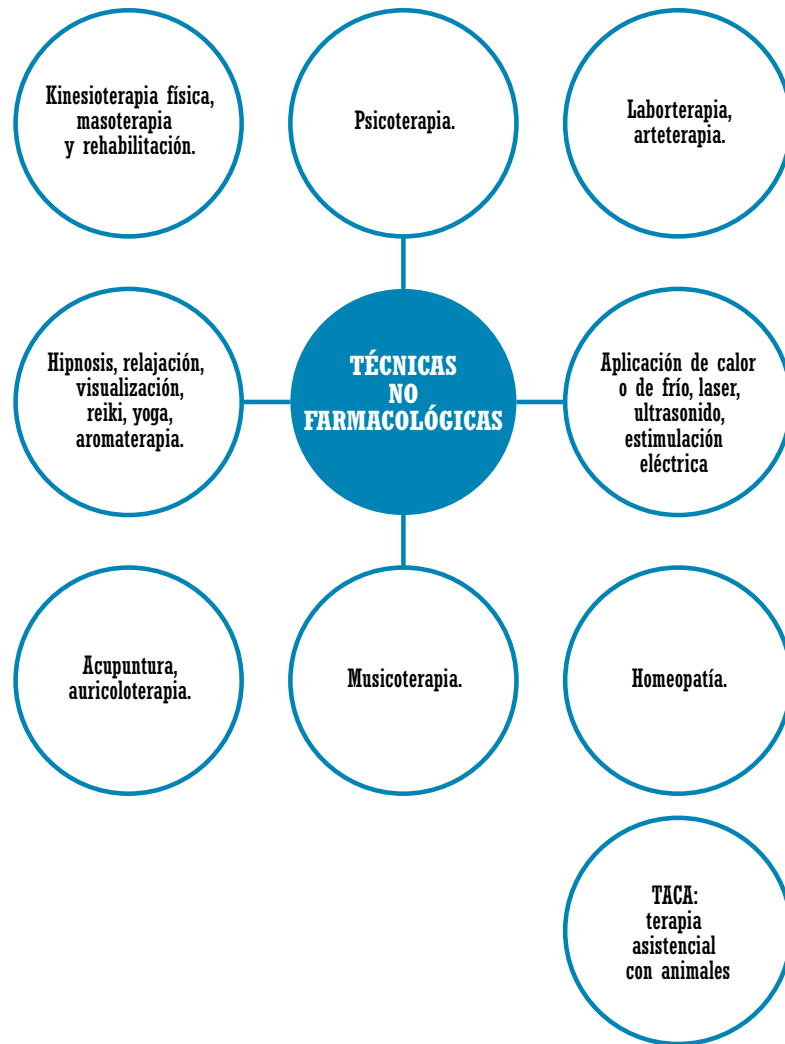 Kinesioterapia física,
masoterapia
y rehabilitación.
Psicoterapia.
Laborterapia,
arteterapia.
Hipnosis, relajación,
visualización,
reiki, yoga,
aromaterapia.
TÉCNICAS
NO
FARMACOLÓGICAS
Aplicación de calor
o de frío, laser,
ultrasonido,
estimulación
eléctrica
Acupuntura,
auricoloterapia.
Musicoterapia.
Homeopatía.
TACA:
terapia
asistencial
con animales